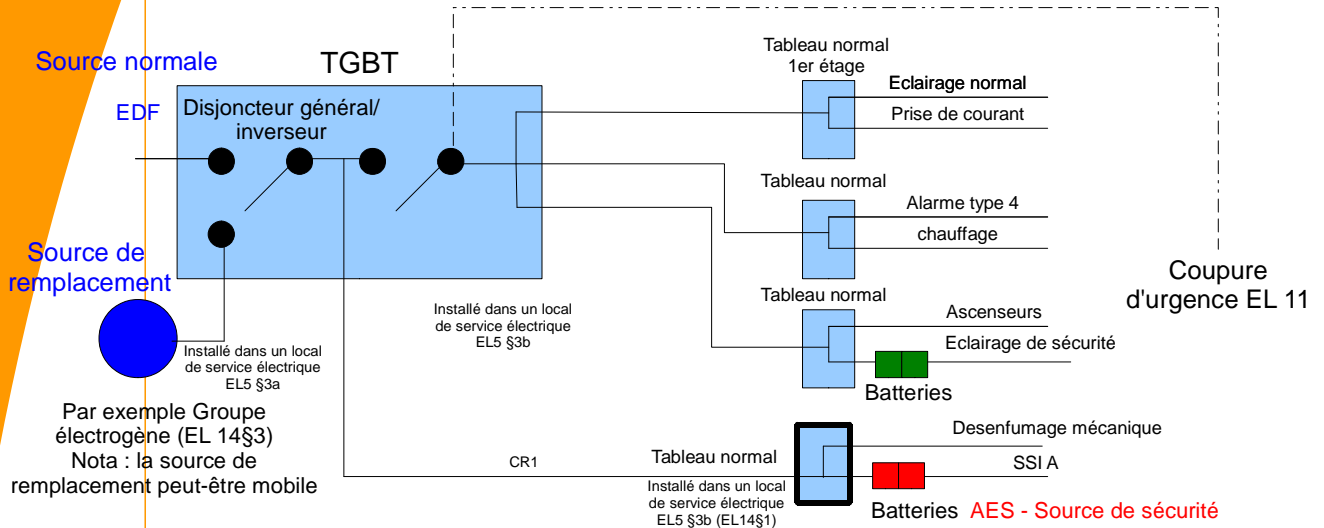 Source normale
TGBT
EDF
Disjoncteur général/
inverseur
Source de
remplacement
Installé dans un local
de service électrique
EL5 §3a
Par exemple Groupe
électrogène (EL 14§3)
Nota : la source de
remplacement peut-être mobile
Installé dans un local
de service électrique
EL5 §3b
Tableau normal
1er étage
Eclairage normal
Prise de courant
Tableau normal
Alarme type 4
chauffage
Tableau normal
Ascenseurs
Eclairage de sécurité
Batteries
Coupure
d'urgence EL 11
CR1
Tableau normal
Installé dans un local
de service électrique
EL5 §3b (EL14§1)
Desenfumage mécanique
SSI A
Batteries AES - Source de sécurité